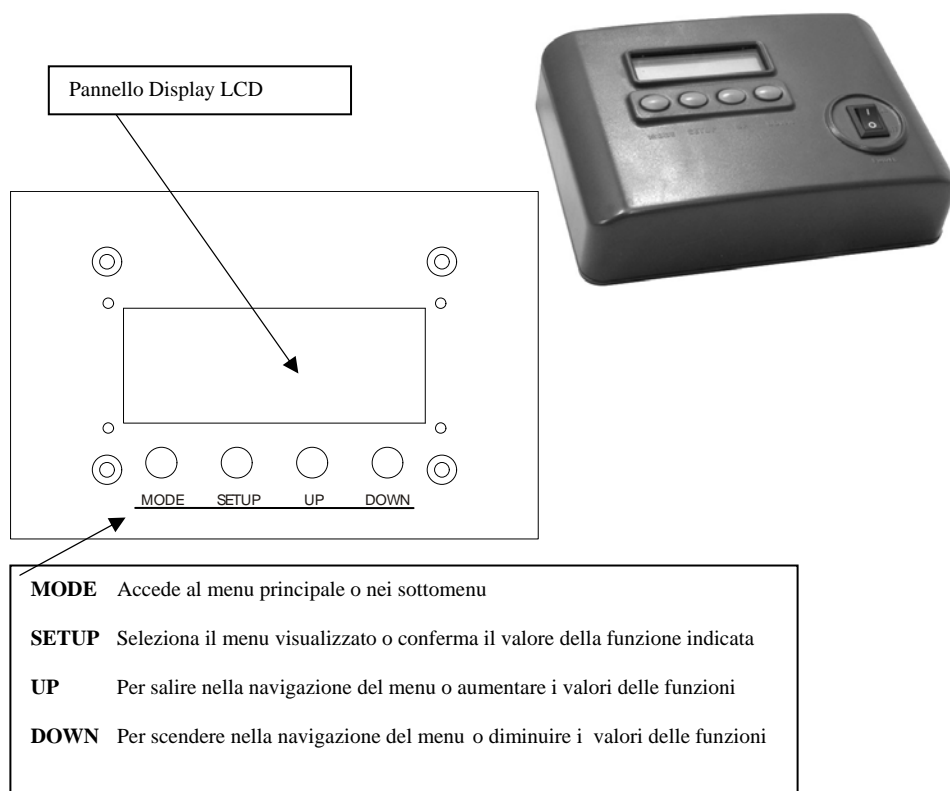 Pannello Display LCD
MODE SETUP UP DOWN
MODE Accede al menu principale o nei sottomenu
SETUP Seleziona il menu visualizzato o conferma il valore della funzione indicata
UP Per salire nella navigazione del menu o aumentare i valori delle funzioni
DOWN Per scendere nella navigazione del menu o diminuire i valori delle funzioni